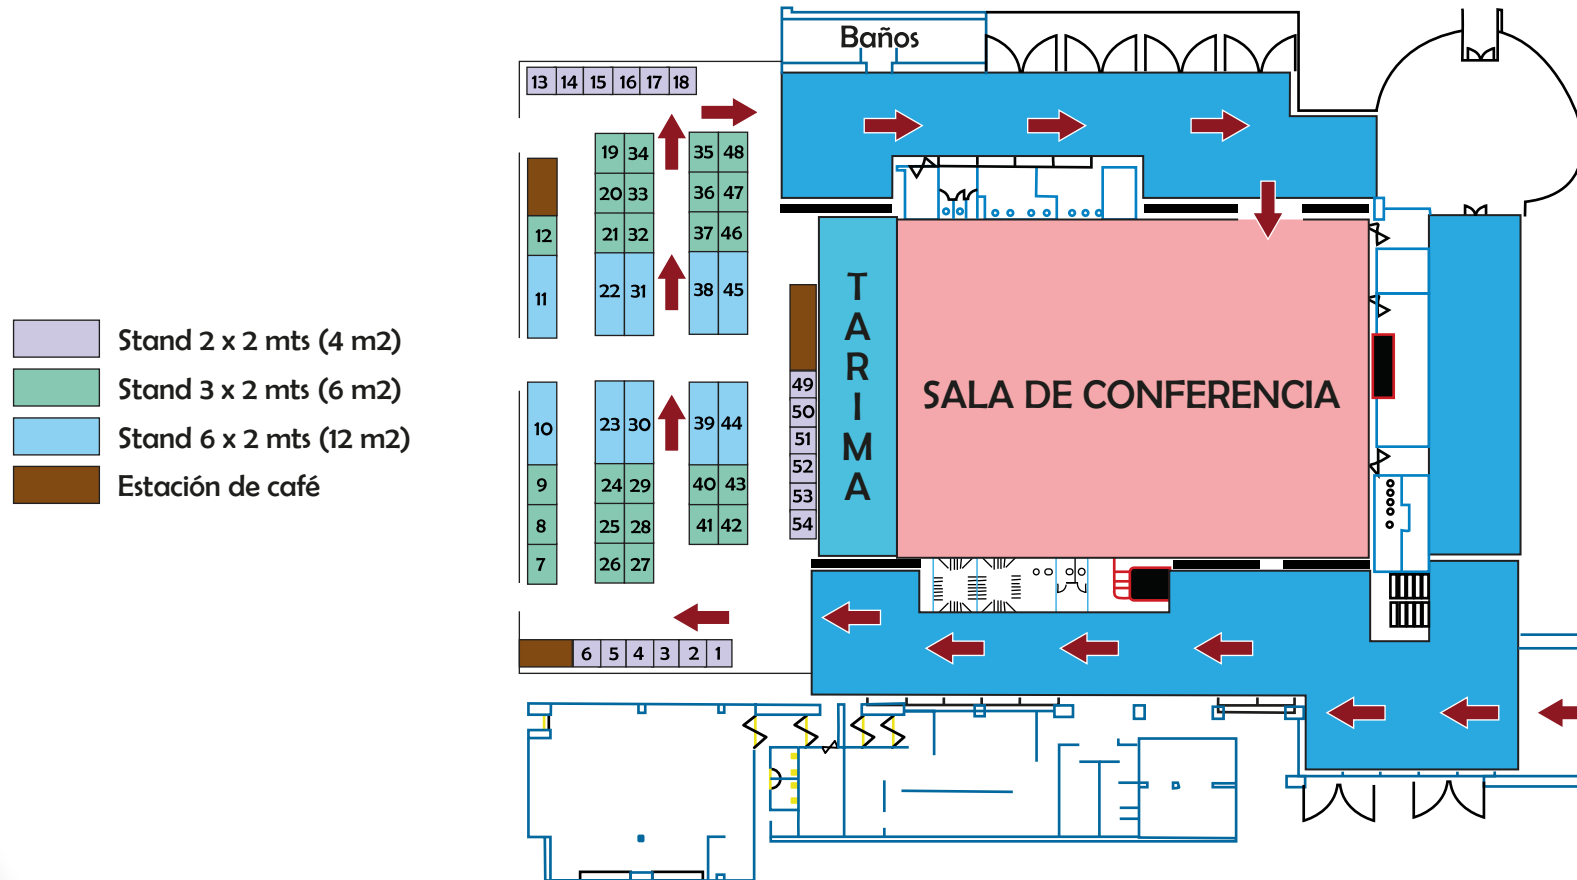 Baños
13 14 15 16 17 18
19 34 35 48
20 33 36 47
12 21 32 37 46
11 22 31 38 45
TARIMA
Stand 2 x 2 mts (4 m2)
Stand 3 x 2 mts (6 m2)
Stand 6 x 2 mts (12 m2)
Estación de café
SALA DE CONFERENCIA
49
50
51
52
53
54
10 23 30 39 44
9 24 29 40 43
8 25 28 41 42
7 26 27
6 5 4 3 2 1